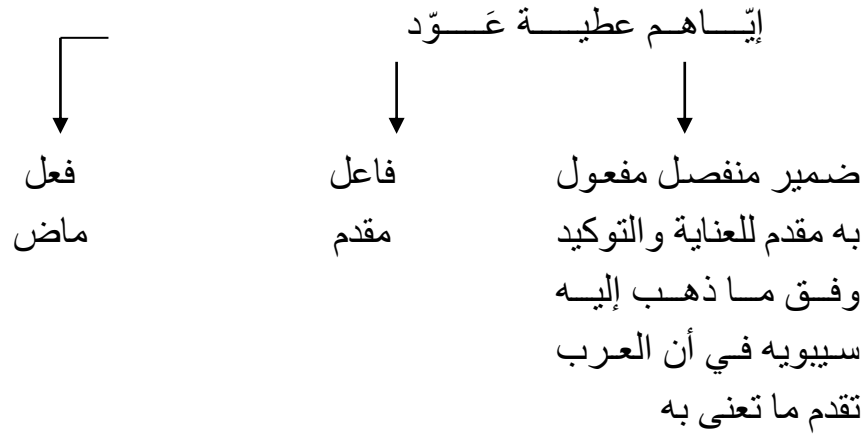 إيّاهم عطية عَوّد
ضمير منفصل مفعول
به مقدم للعناية والتوكيد
وفق ما ذهب إليه
سيبويه في أن العرب
تقدم ما تعنى به
فاعل
مقدم
فعل
ماض